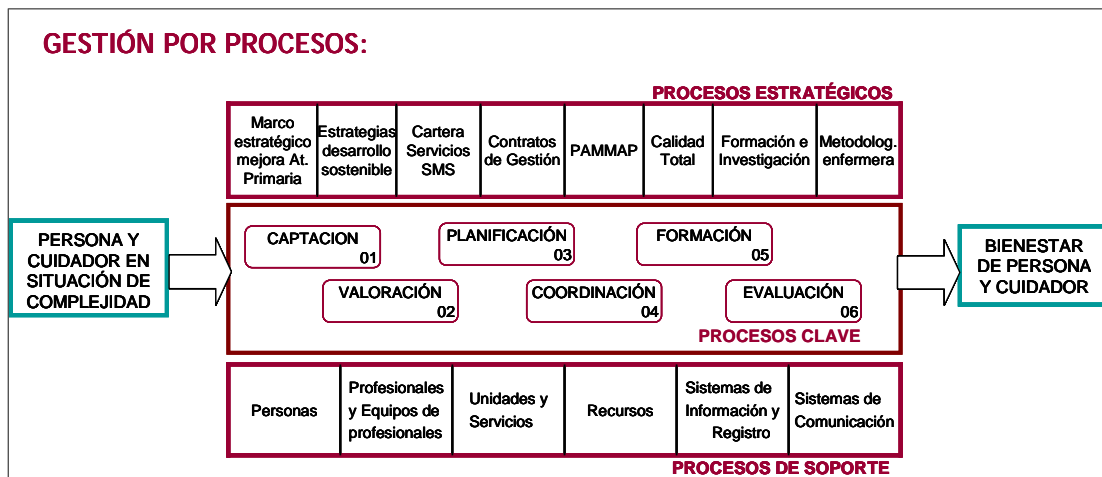 GESTIÓN POR PROCESOS:
PROCESOS ESTRATÉGICOS
Marco
estratégico
mejora At.
Primaria
Estrategias
desarrollo
sostenible
Cartera
Servicios
SMS
Contratos
de Gestión
PAMMAP
Calidad
Total
Formación e
Investigación
Metodolog.
enfermera
PERSONA Y
CUIDADOR EN
SITUACIÓN DE
COMPLEJIDAD
CAPTACION
01
VALORACIÓN
02
PLANIFICACIÓN
03
COORDINACIÓN
04
FORMACIÓN
05
EVALUACIÓN
06
PROCESOS CLAVE
BIENESTAR
DE PERSONA
Y CUIDADOR
Personas
Profesionales
y Equipos de
profesionales
Unidades y
Servicios
Recursos
Sistemas de
Información y
Registro
Sistemas de
Comunicación
PROCESOS DE SOPORTE